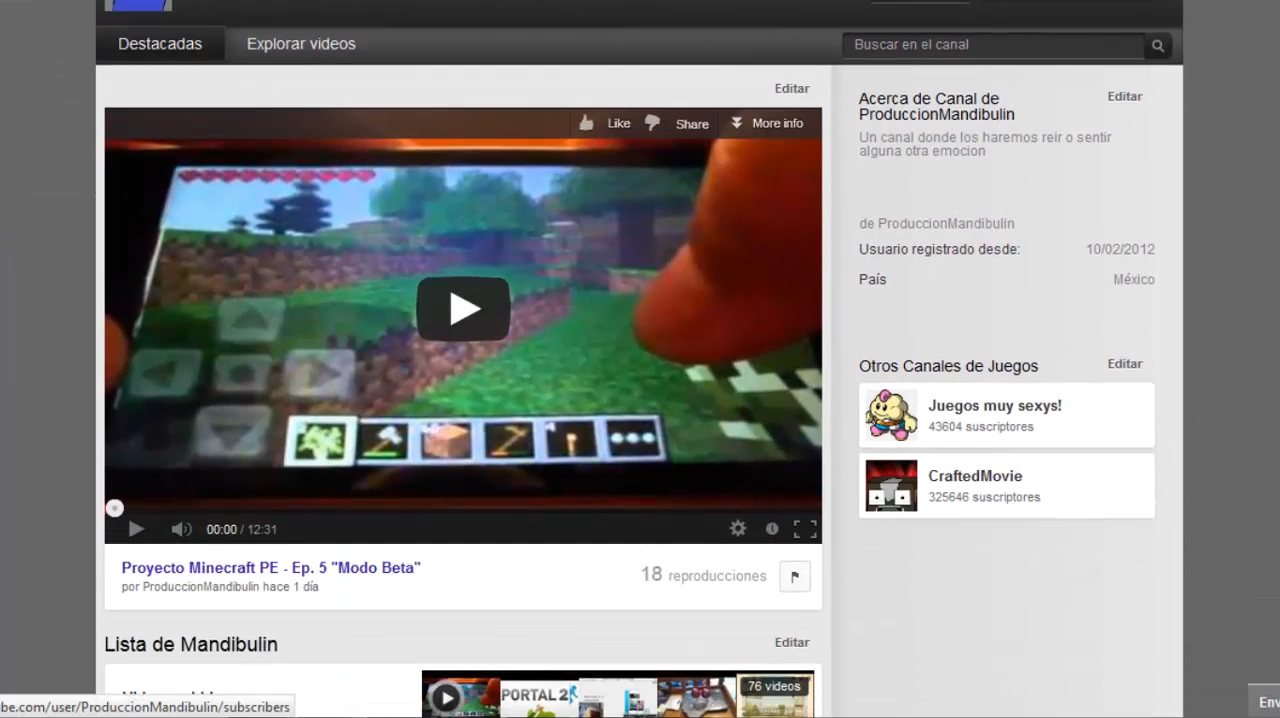 Destacadas
Explorar videos
Buscar en el canal
Editar
Like
Share
More info
00:00 / 12:31
Proyecto Minecraft PE - Ep. 5 "Modo Beta"
por ProduccionMandibulin hace 1 día
18 reproducciones
Lista de Mandibulin
Editar
PORTAL 2
76 videos
Acerca de Canal de
ProduccionMandibulin
Editar
Un canal donde los haremos reir o sentir
alguna otra emocion
de ProduccionMandibulin
Usuario registrado desde:
10/02/2012
País
México
Otros Canales de Juegos
Editar
Juegos muy sexys!
43604 suscriptores
CraftedMovie
325646 suscriptores
be.com/user/ProduccionMandibulin/subscribers
Env